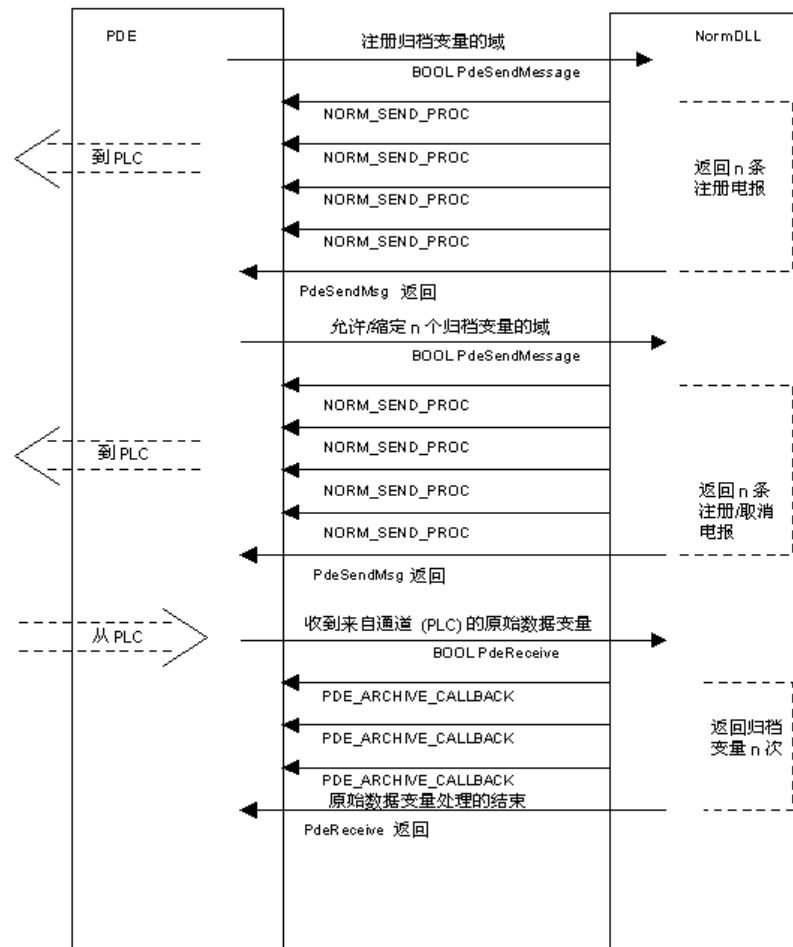 PDE
NormDLL
注册归档变量的域
BOOL PdeSendMessage
NORM_SEND_PROC
到 PLC
NORM_SEND_PROC
返回 n 条
注册电报
NORM_SEND_PROC
NORM_SEND_PROC
PdeSendMsg 返回
允许/缩定 n 个归档变量的域
BOOL PdeSendMessage
NORM_SEND_PROC
NORM_SEND_PROC
到 PLC
NORM_SEND_PROC
返回 n 条
注册/取消
电报
NORM_SEND_PROC
PdeSendMsg 返回
收到来自通道 (PLC) 的原始数据变量
从 PLC
BOOL PdeReceive
PDE_ARCHIVE_CALLBACK
返回归档
变量 n 次
PDE_ARCHIVE_CALLBACK
PDE_ARCHIVE_CALLBACK
原始数据变量处理的结束
PdeReceive 返回